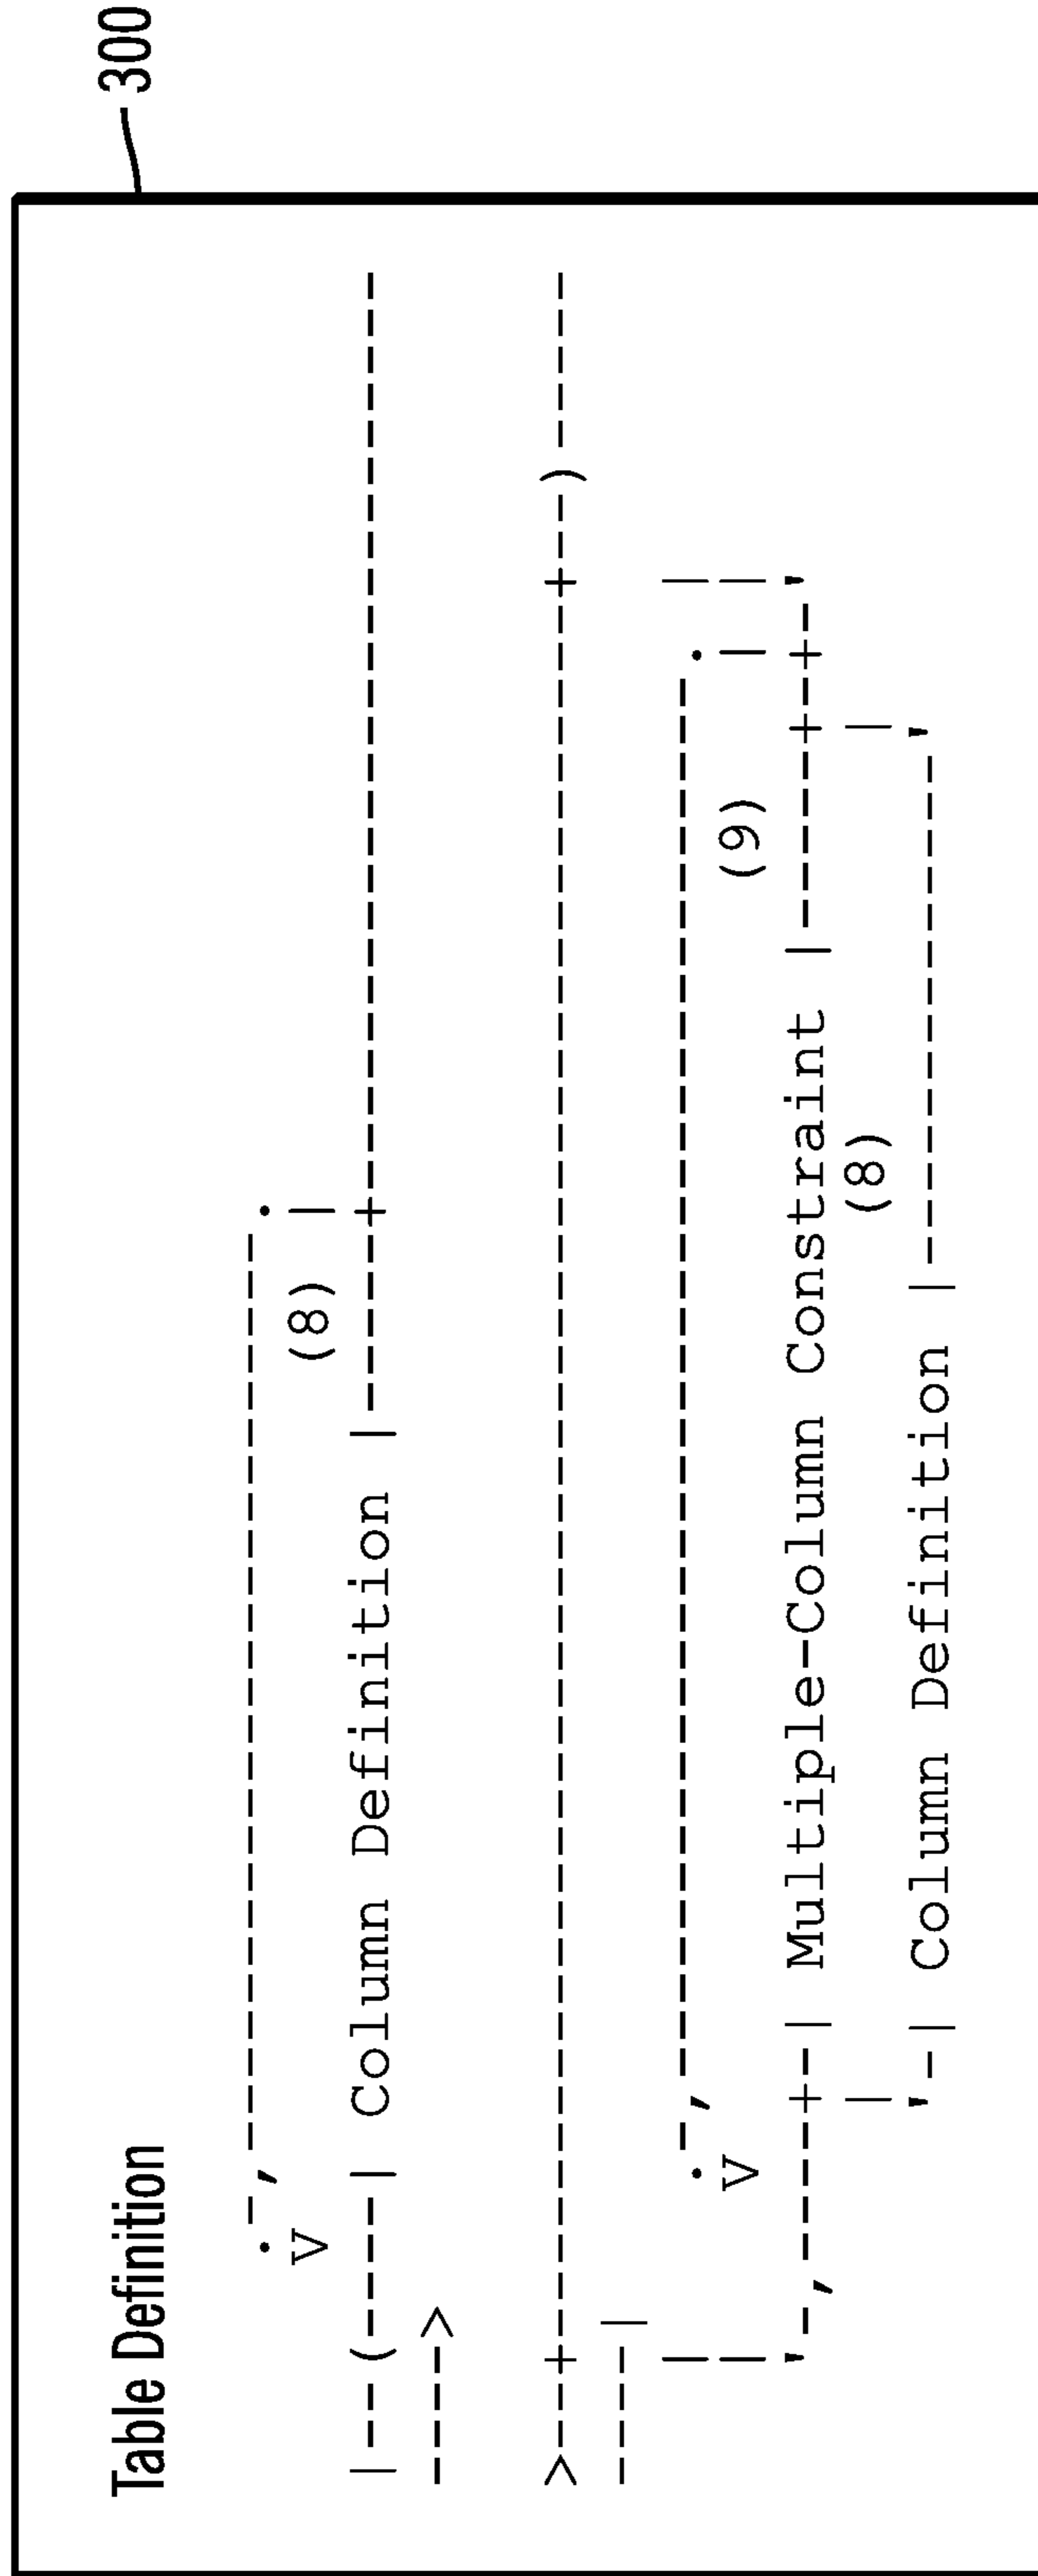 300
Table Definition
.-,-------------------------.
V (8) |
|--(----| Column Definition |-----+-------------------------
---->
>--+-----------------------------------------------+--)-----
----|
| .-,--------------------------------------. |
| V (9) | |
'-,----+-| Multiple-Column Constraint |-----+-+-'
| (8) |
'-| Column Definition |--------------'